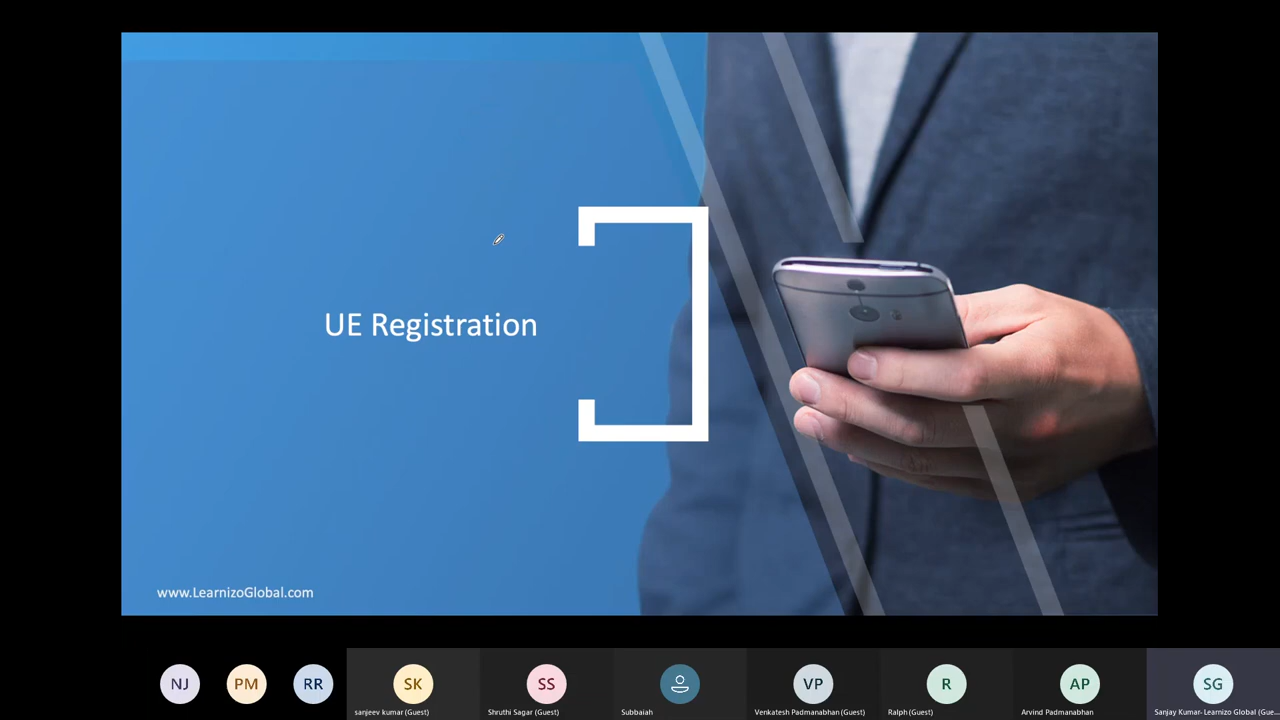 UE Registration
www.LearnizoGlobal.com
NJ
PM
RR
SK
SS
VP
R
AP
SG
sanjeev kumar (Guest)
Shruthi Sagar (Guest)
Subbaiah
Venkatesh Padmanabhan (Guest)
Ralph (Guest)
Arvind Padmanabhan
Sanjay Kumar- Learnizo Global (Gue...